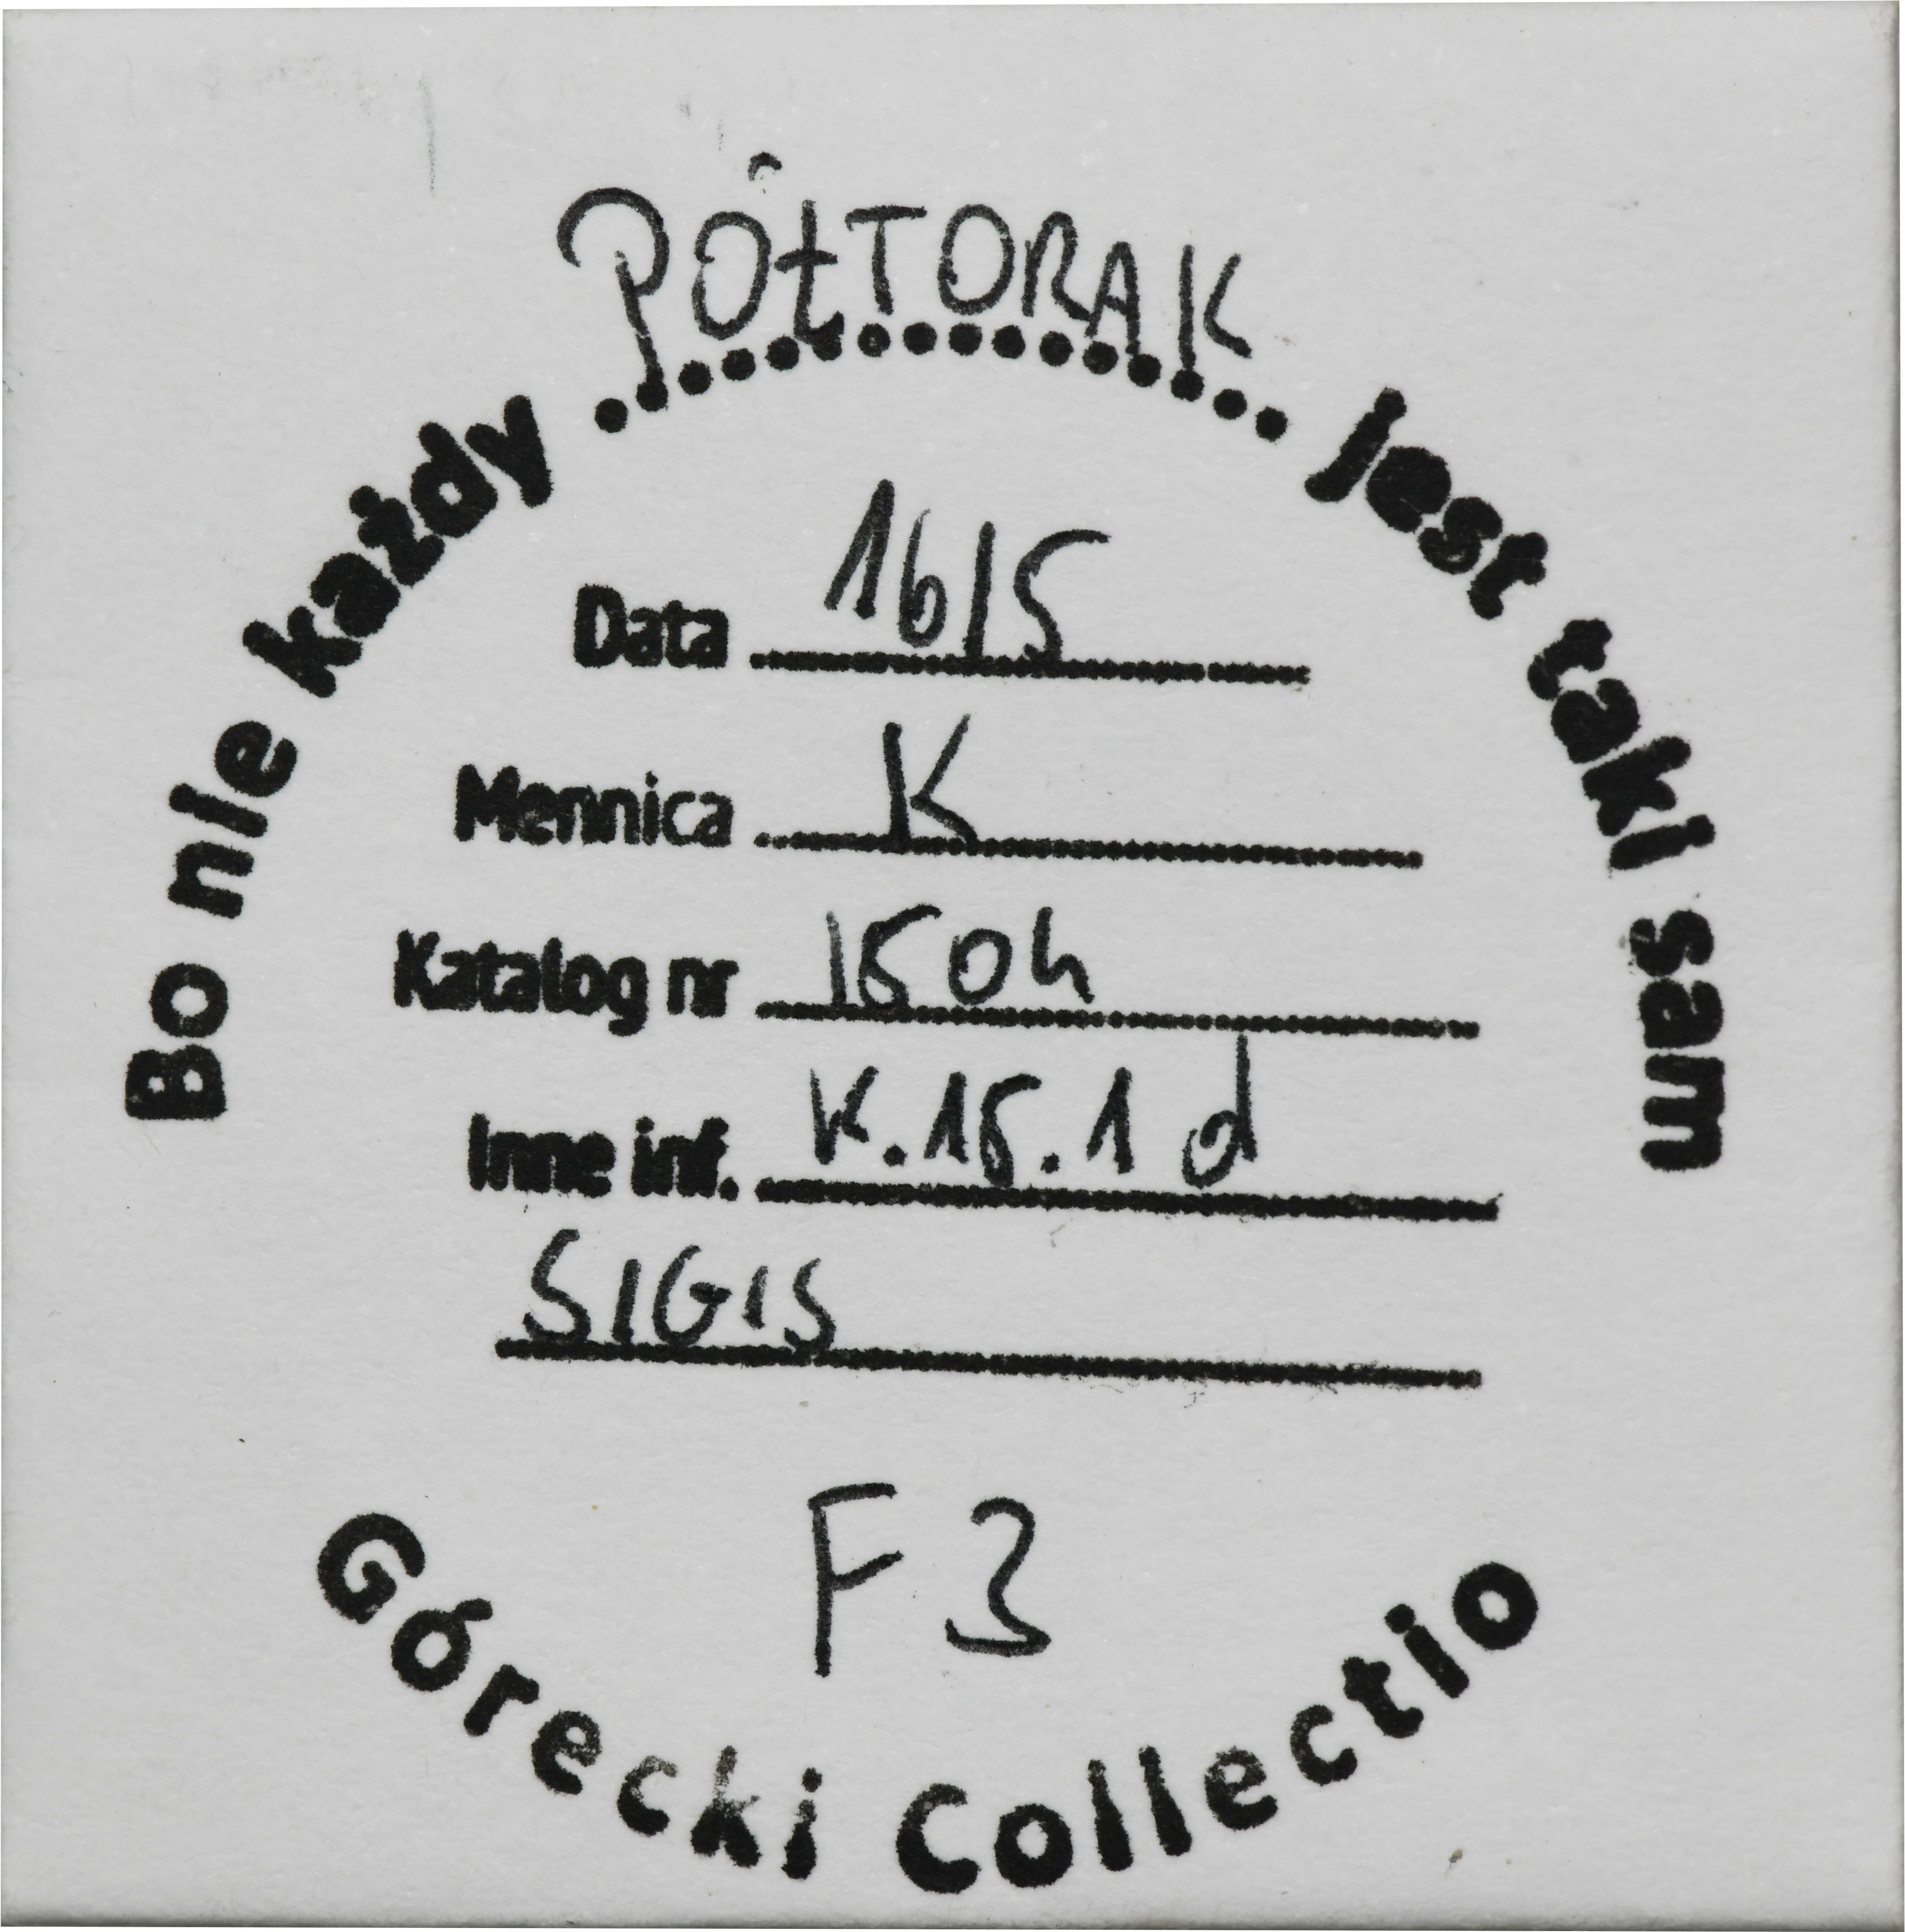 Bo nie każdy PÓŁTORAK jest taki sam
Data 1615
Mennica K
Katalog nr 150h
Inne inf. K.15.1 d
SIGIS
F3
Górecki Collectio